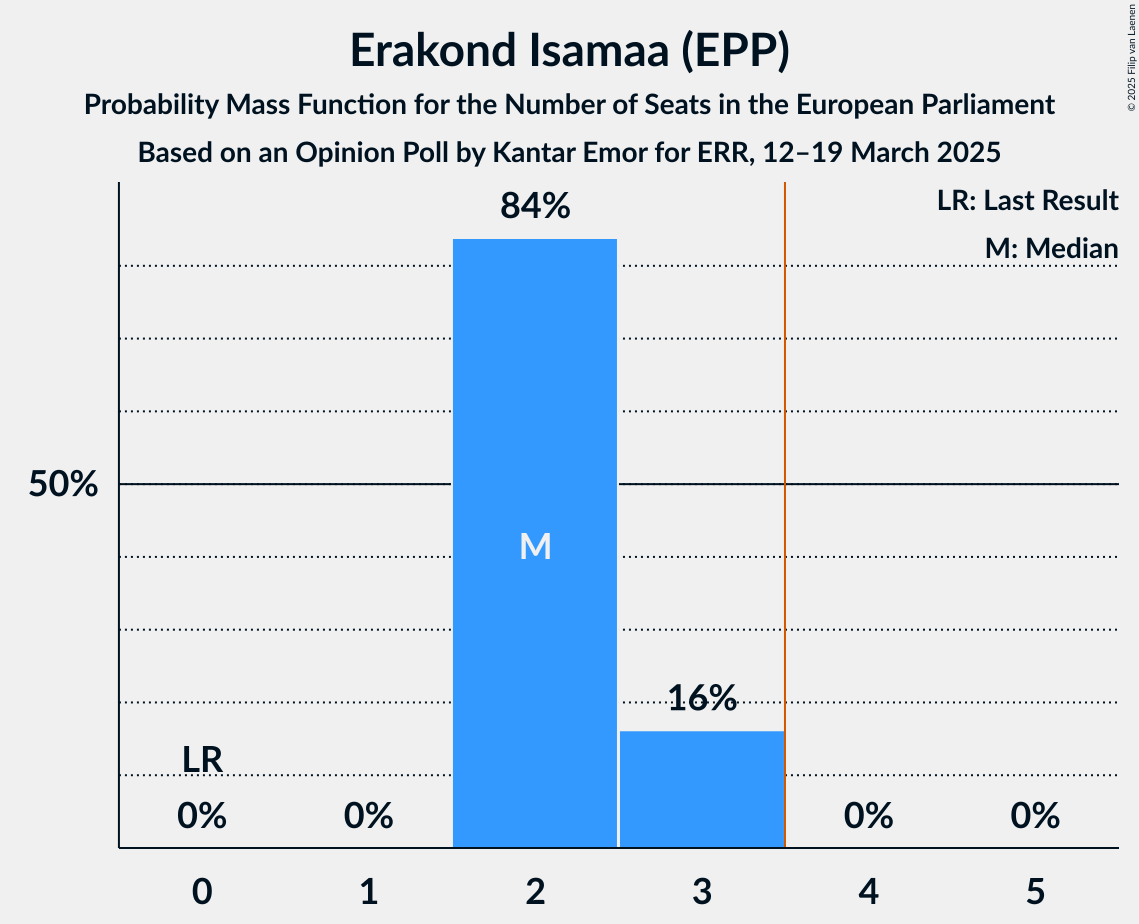 Erakond Isamaa (EPP)
Probability Mass Function for the Number of Seats in the European Parliament
Based on an Opinion Poll by Kantar Emor for ERR, 12–19 March 2025
© 2025 Filip van Laenen
LR: Last Result
M: Median
84%
50%
M
16%
LR
0%
0%
0%
0%
0
1
2
3
4
5